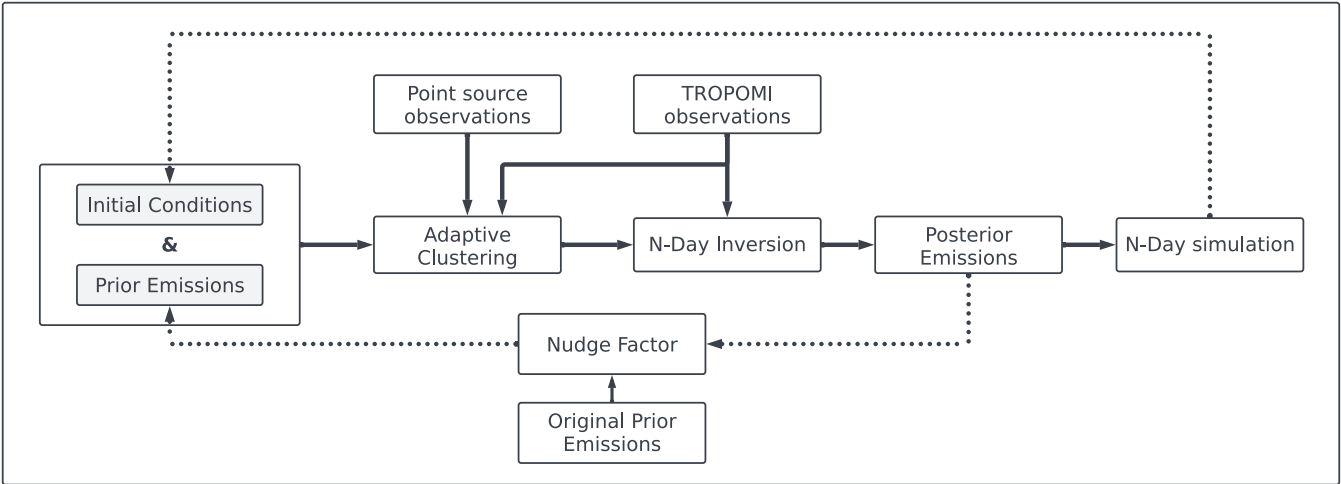 Point source
observations
TROPOMI
observations
Initial Conditions
&
Prior Emissions
Adaptive
Clustering
N-Day Inversion
Posterior
Emissions
N-Day simulation
Nudge Factor
Original Prior
Emissions